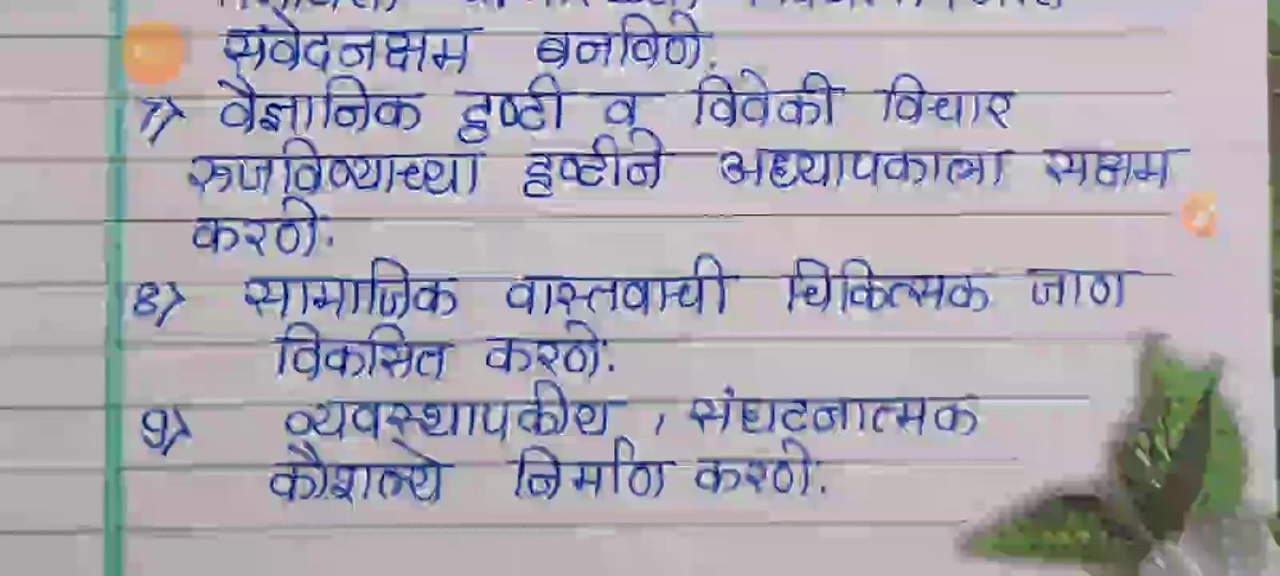 संवेदनक्षम बनविणे.
7) वैज्ञानिक दृष्टी व विवेकी विचार
रुजविण्याच्या दृष्टीने अध्यापकाला सक्षम
करणे.
8) सामाजिक वास्तवाची चिकित्सक जाण
विकसित करणे.
9) व्यवस्थापकीय , संघटनात्मक
कौशल्ये निर्माण करणे.